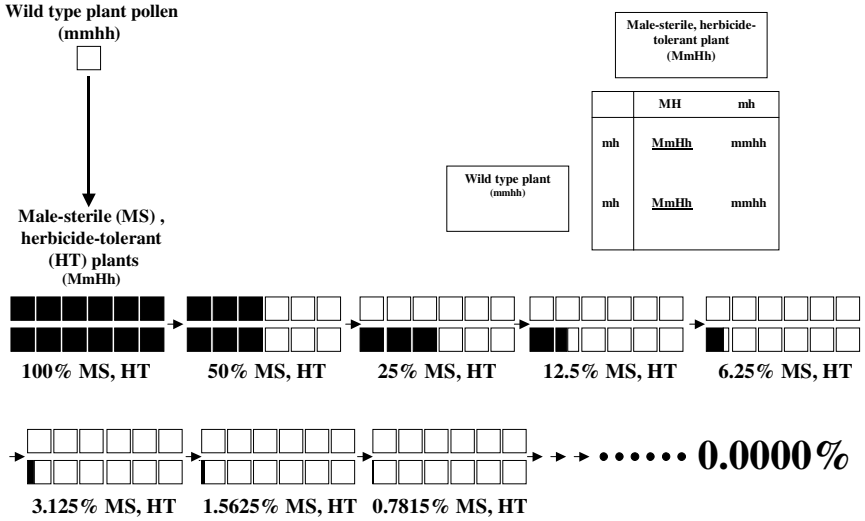 Wild type plant pollen
(mmhh)
Male-sterile, herbicide-
tolerant plant
(MmHh)
MH mh
mh MmHh mmhh
Wild type plant
(mmhh)
mh MmHh mmhh
Male-sterile (MS) ,
herbicide-tolerant
(HT) plants
(MmHh)
100% MS, HT
50% MS, HT
25% MS, HT
12.5% MS, HT
6.25% MS, HT
0.0000%
3.125% MS, HT
1.5625% MS, HT
0.7815% MS, HT